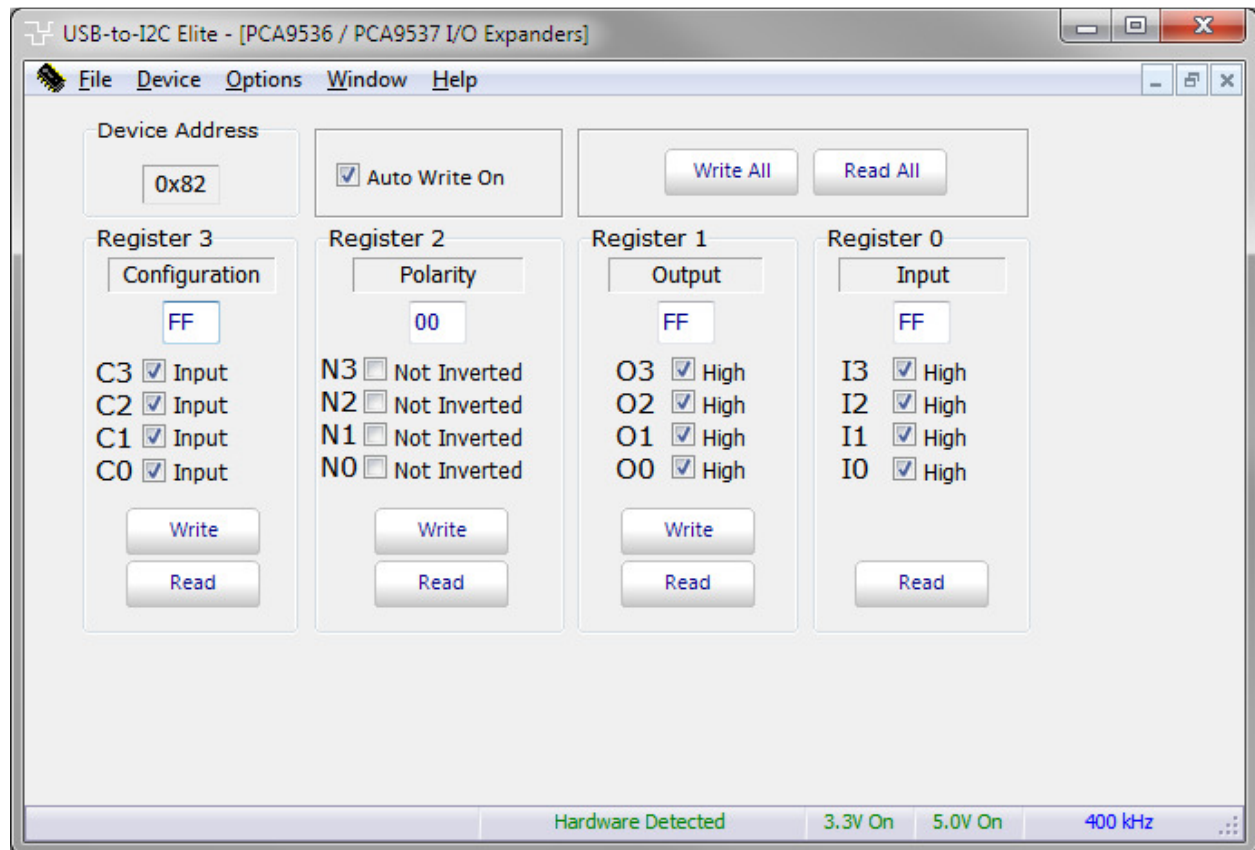 USB-to-I2C Elite - [PCA9536 / PCA9537 I/O Expanders]
File Device Options Window Help
Device Address
0x82
Auto Write On
Write All
Read All
Register 3
Configuration
FF
C3 Input
C2 Input
C1 Input
C0 Input
Write
Read
Register 2
Polarity
00
N3 Not Inverted
N2 Not Inverted
N1 Not Inverted
N0 Not Inverted
Write
Read
Register 1
Output
FF
O3 High
O2 High
O1 High
O0 High
Write
Read
Register 0
Input
FF
I3 High
I2 High
I1 High
I0 High
Read
Hardware Detected 3.3V On 5.0V On 400 kHz